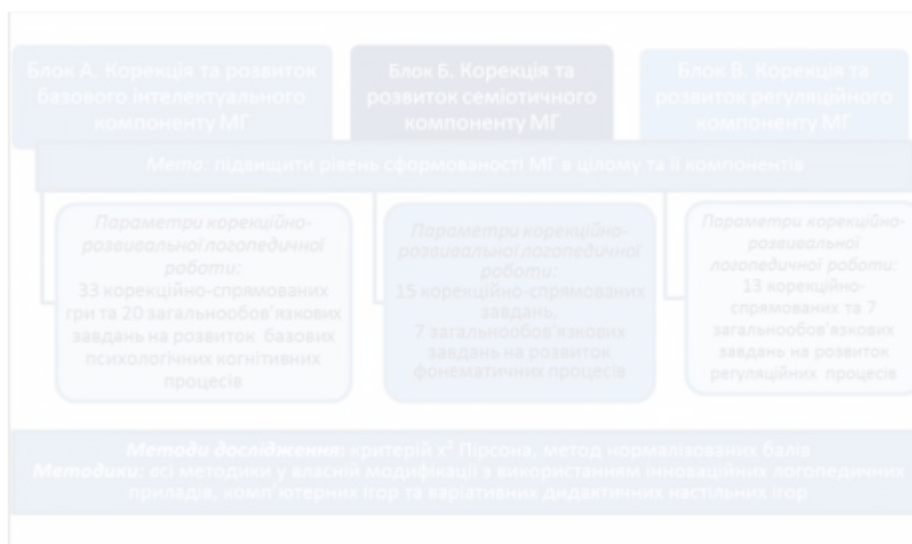 Блок А. Корекція та розвиток
базового інтелектуального
компоненту МГ
Блок Б. Корекція та
розвиток семіотичного
компоненту МГ
Блок В. Корекція та
розвиток регуляційного
компоненту МГ
Мета: підвищити рівень сформованості МГ в цілому та її компонентів
Параметри корекційно-
розвивальної логопедичної
роботи:
33 корекційно-спрямованих
гри та 20 загальнообов’язкових
завдань на розвиток базових
психологічних когнітивних
процесів
Параметри корекційно-
розвивальної логопедичної
роботи:
15 корекційно-спрямованих
завдань,
7 загальнообов’язкових
завдань на розвиток
фонематичних процесів
Параметри корекційно-
розвивальної
логопедичної роботи:
13 корекційно-
спрямованих та 7
загальнообов’язкових
завдань на розвиток
регуляційних процесів
Методи дослідження: критерій x² Пірсона, метод нормалізованих балів
Методики: всі методики у власній модифікації з використанням інноваційних логопедичних
приладів, комп’ютерних ігор та варіативних дидактичних настільних ігор